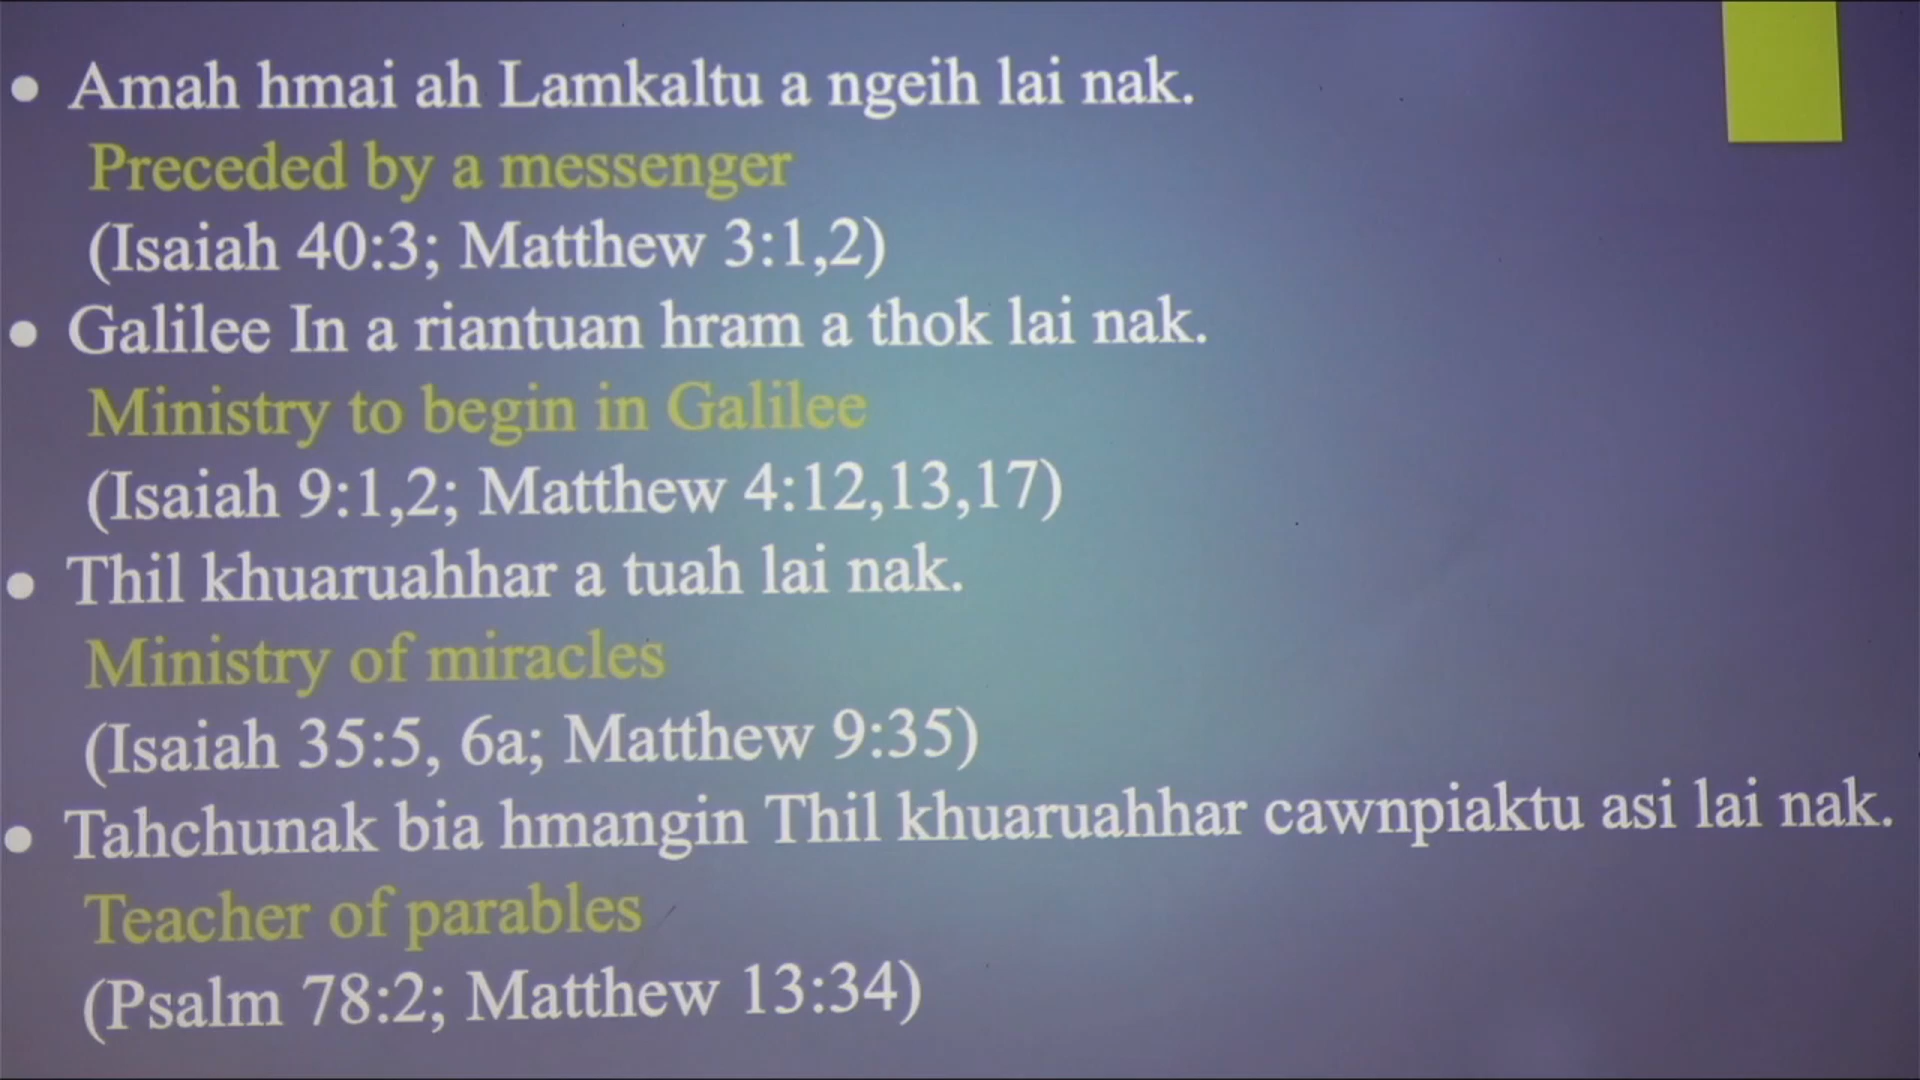 • Amah hmai ah Lamkaltu a ngeih lai nak.
Preceded by a messenger
(Isaiah 40:3; Matthew 3:1,2)
• Galilee In a riantuan hram a thok lai nak.
Ministry to begin in Galilee
(Isaiah 9:1,2; Matthew 4:12,13,17)
• Thil khuaruahhar a tuah lai nak.
Ministry of miracles
(Isaiah 35:5, 6a; Matthew 9:35)
• Tahchunak bia hmangin Thil khuaruahhar cawnpiaktu asi lai nak.
Teacher of parables
(Psalm 78:2; Matthew 13:34)